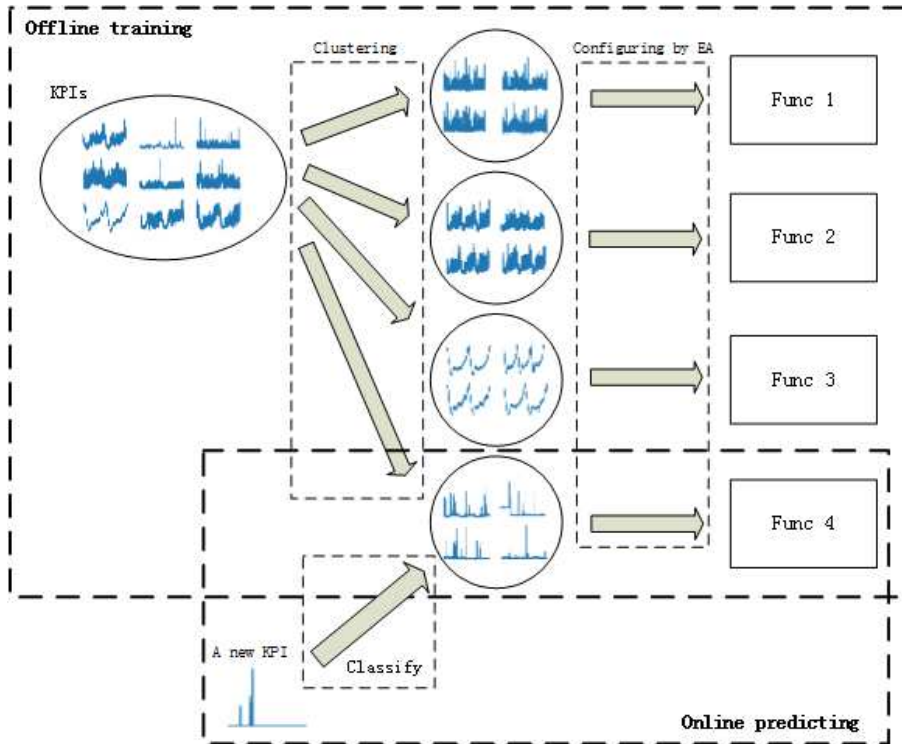 Offline training
Clustering
Configuring by EA
KPIs
Func 1
Func 2
Func 3
Func 4
A new KPI
Classify
Online predicting